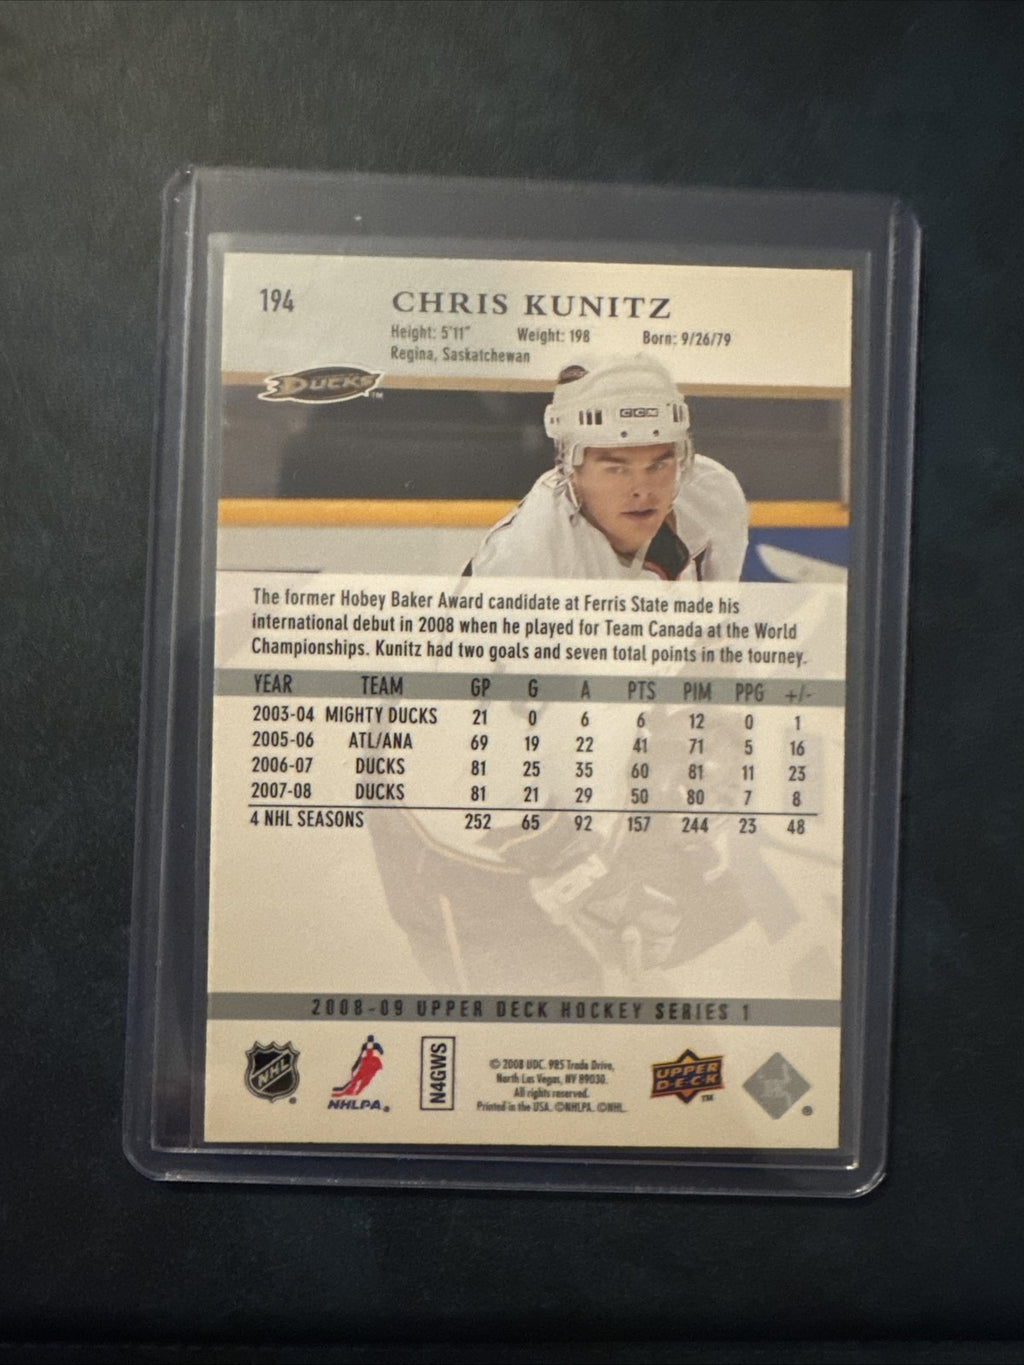 194
CHRIS KUNITZ
Height: 5'11" Weight: 198 Born: 9/26/79
Regina, Saskatchewan
DUCKS TM
CCM
The former Hobey Baker Award candidate at Ferris State made his
international debut in 2008 when he played for Team Canada at the World
Championships. Kunitz had two goals and seven total points in the tourney.
YEAR TEAM GP G A PTS PIM PPG +/-
2003-04 MIGHTY DUCKS 21 0 6 6 12 0 1
2005-06 ATL/ANA 69 19 22 41 71 5 16
2006-07 DUCKS 81 25 35 60 81 11 23
2007-08 DUCKS 81 21 29 50 80 7 8
4 NHL SEASONS 252 65 92 157 244 23 48
2008-09 UPPER DECK HOCKEY SERIES 1
NHL ®
NHLPA®
N4GWS
© 2008 UDC. 985 Trade Drive,
North Las Vegas, NV 89030.
All rights reserved.
Printed in the USA. ©NHLPA. ©NHL.
UPPER
DECK
TM
®